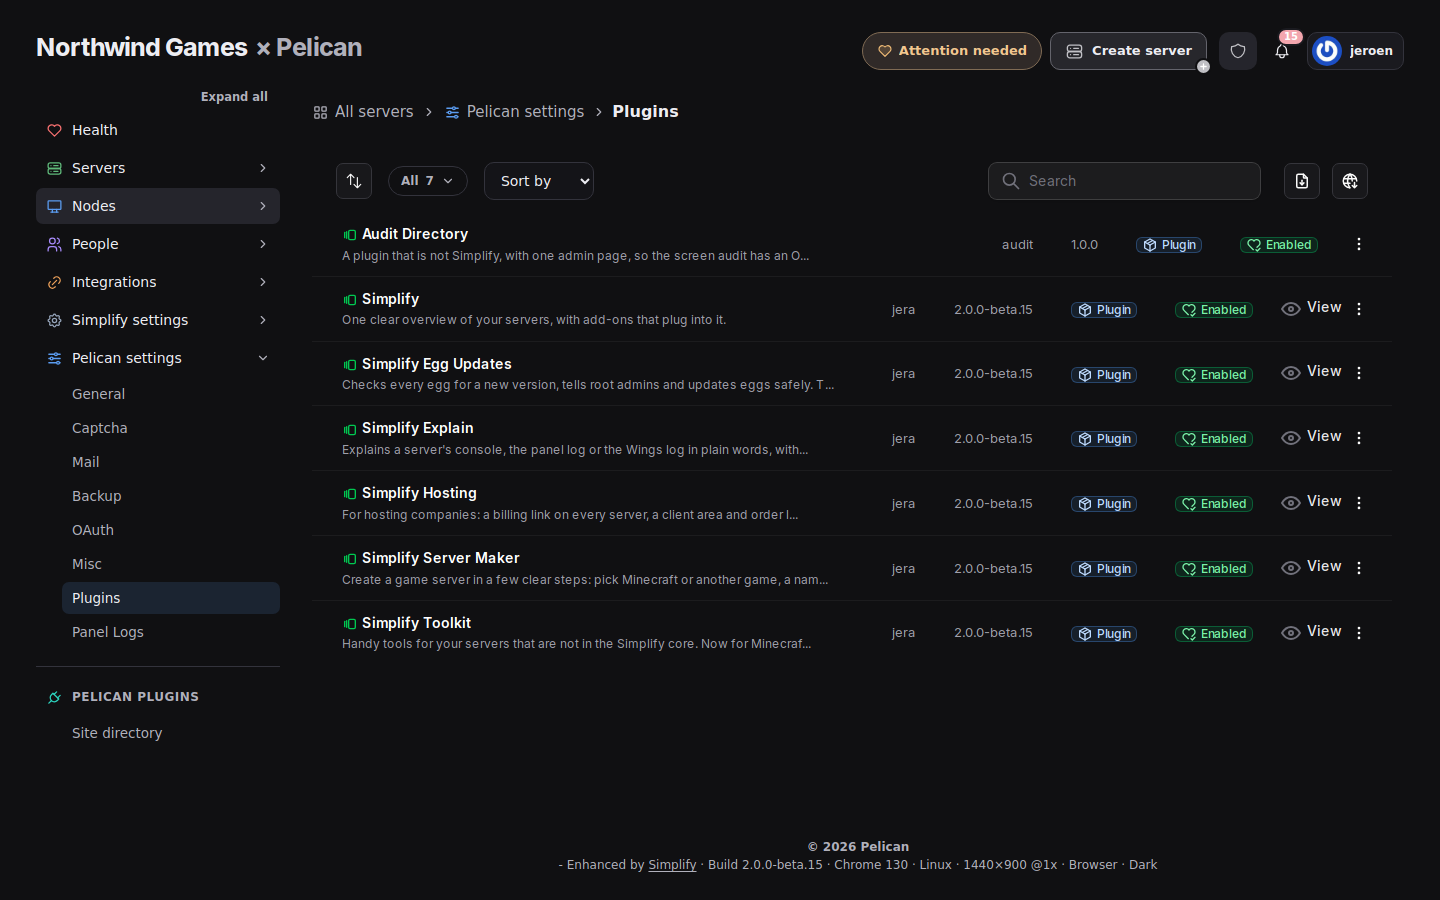 Northwind Games × Pelican
Attention needed
Create server
15
jeroen
Expand all
Health
Servers
Nodes
People
Integrations
Simplify settings
Pelican settings
General
Captcha
Mail
Backup
OAuth
Misc
Plugins
Panel Logs
PELICAN PLUGINS
Site directory
All servers > Pelican settings > Plugins
All 7
Sort by
Search
Audit Directory
A plugin that is not Simplify, with one admin page, so the screen audit has an O...
audit 1.0.0 Plugin Enabled
Simplify
One clear overview of your servers, with add-ons that plug into it.
jera 2.0.0-beta.15 Plugin Enabled View
Simplify Egg Updates
Checks every egg for a new version, tells root admins and updates eggs safely. T...
jera 2.0.0-beta.15 Plugin Enabled View
Simplify Explain
Explains a server's console, the panel log or the Wings log in plain words, with...
jera 2.0.0-beta.15 Plugin Enabled View
Simplify Hosting
For hosting companies: a billing link on every server, a client area and order l...
jera 2.0.0-beta.15 Plugin Enabled View
Simplify Server Maker
Create a game server in a few clear steps: pick Minecraft or another game, a nam...
jera 2.0.0-beta.15 Plugin Enabled View
Simplify Toolkit
Handy tools for your servers that are not in the Simplify core. Now for Minecraf...
jera 2.0.0-beta.15 Plugin Enabled View
© 2026 Pelican
- Enhanced by Simplify · Build 2.0.0-beta.15 · Chrome 130 · Linux · 1440×900 @1x · Browser · Dark